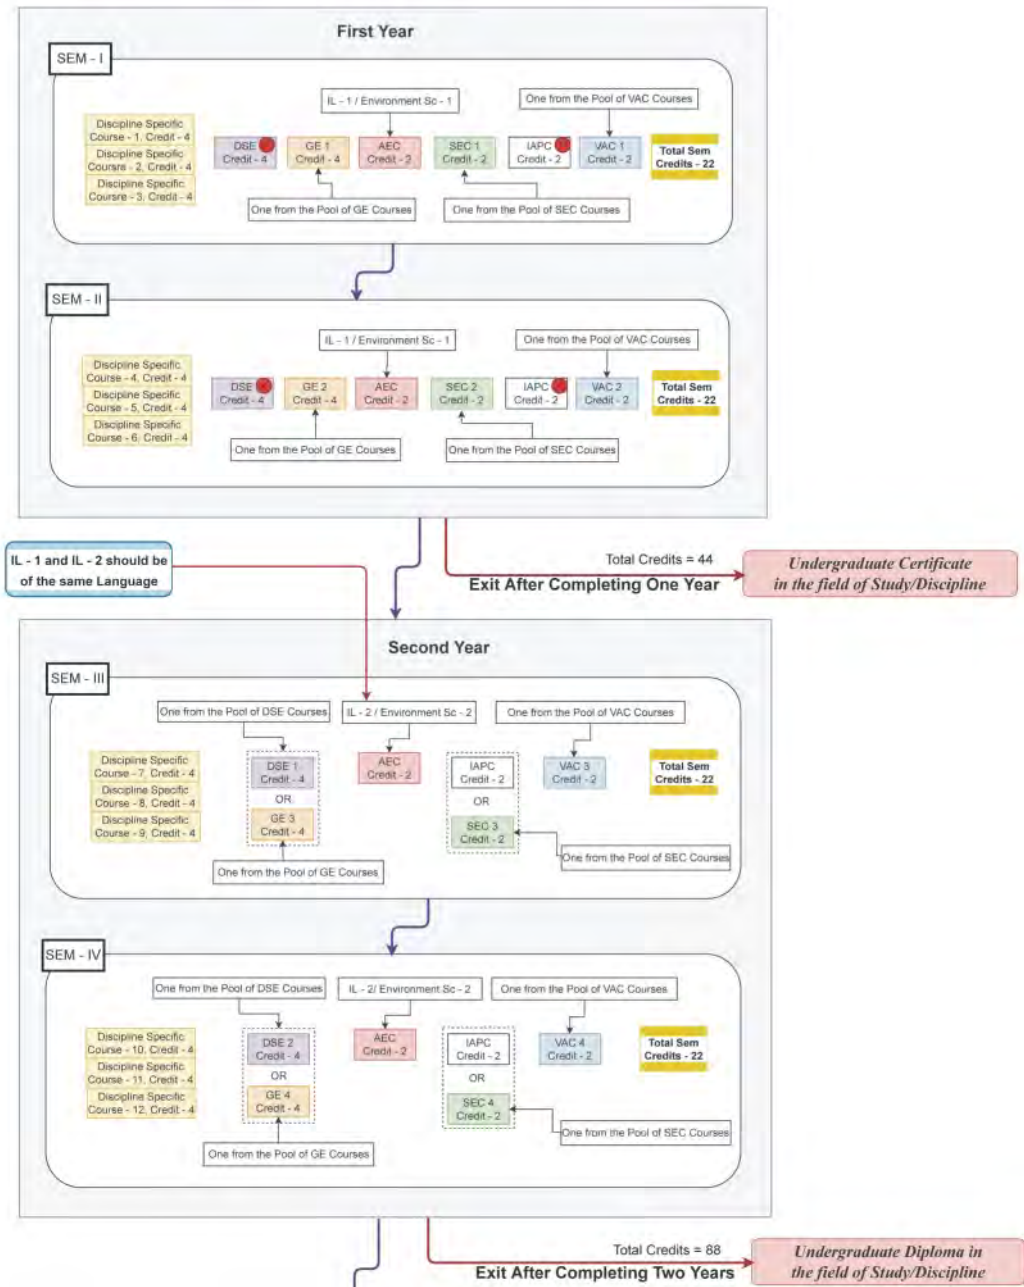 First Year
SEM - I
IL - 1 / Environment Sc - 1
One from the Pool of VAC Courses
Discipline Specific
Course - 1, Credit - 4
Discipline Specific
Coursre - 2, Credit - 4
Discipline Specific
Coursre - 3, Credit - 4
DSE
Credit - 4
GE 1
Credit - 4
AEC
Credit - 2
SEC 1
Credit - 2
IAPC
Credit - 2
VAC 1
Credit - 2
Total Sem
Credits - 22
One from the Pool of GE Courses
One from the Pool of SEC Courses
SEM - II
IL - 1 / Environment Sc - 1
One from the Pool of VAC Courses
Discipline Specific
Course - 4, Credit - 4
Discipline Specific
Course - 5, Credit - 4
Discipline Specific
Course - 6, Credit - 4
DSE
Credit - 4
GE 2
Credit - 4
AEC
Credit - 2
SEC 2
Credit - 2
IAPC
Credit - 2
VAC 2
Credit - 2
Total Sem
Credits - 22
One from the Pool of GE Courses
One from the Pool of SEC Courses
IL - 1 and IL - 2 should be
of the same Language
Total Credits = 44
Exit After Completing One Year
Undergraduate Certificate
in the field of Study/Discipline
Second Year
SEM - III
One from the Pool of DSE Courses
IL - 2 / Environment Sc - 2
One from the Pool of VAC Courses
Discipline Specific
Course - 7, Credit - 4
Discipline Specific
Course - 8, Credit - 4
Discipline Specific
Course - 9, Credit - 4
DSE 1
Credit - 4
OR
GE 3
Credit - 4
AEC
Credit - 2
IAPC
Credit - 2
OR
SEC 3
Credit - 2
VAC 3
Credit - 2
Total Sem
Credits - 22
One from the Pool of GE Courses
One from the Pool of SEC Courses
SEM - IV
One from the Pool of DSE Courses
IL - 2/ Environment Sc - 2
One from the Pool of VAC Courses
Discipline Specific
Course - 10, Credit - 4
Discipline Specific
Course - 11, Credit - 4
Discipline Specific
Course - 12, Credit - 4
DSE 2
Credit - 4
OR
GE 4
Credit - 4
AEC
Credit - 2
IAPC
Credit - 2
OR
SEC 4
Credit - 2
VAC 4
Credit - 2
Total Sem
Credits - 22
One from the Pool of GE Courses
One from the Pool of SEC Courses
Total Credits = 88
Exit After Completing Two Years
Undergraduate Diploma in
the field of Study/Discipline